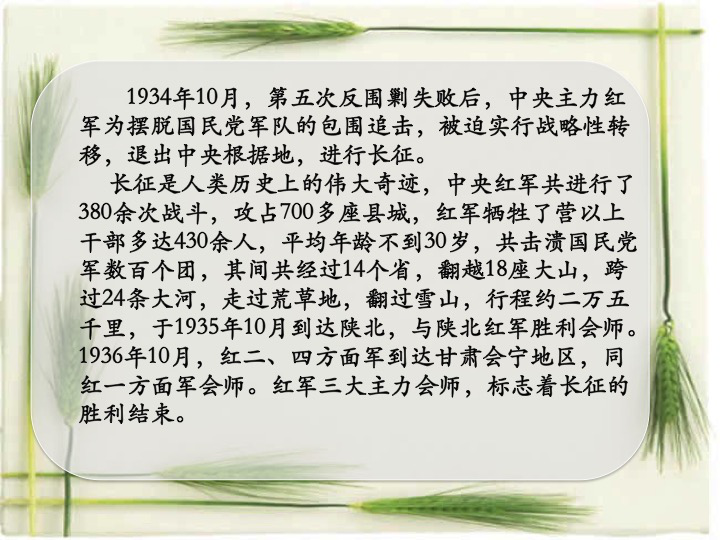 1934年10月，第五次反围剿失败后，中央主力红
军为摆脱国民党军队的包围追击，被迫实行战略性转
移，退出中央根据地，进行长征。
长征是人类历史上的伟大奇迹，中央红军共进行了
380余次战斗，攻占700多座县城，红军牺牲了营以上
干部多达430余人，平均年龄不到30岁，共击溃国民党
军数百个团，其间共经过14个省，翻越18座大山，跨
过24条大河，走过荒草地，翻过雪山，行程约二万五
千里，于1935年10月到达陕北，与陕北红军胜利会师。
1936年10月，红二、四方面军到达甘肃会宁地区，同
红一方面军会师。红军三大主力会师，标志着长征的
胜利结束。